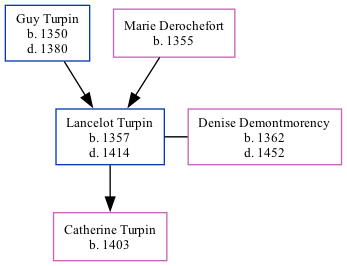 Guy Turpin
b. 1350
d. 1380
Marie Derochefort
b. 1355
Lancelot Turpin
b. 1357
d. 1414
Denise Demontmorency
b. 1362
d. 1452
Catherine Turpin
b. 1403